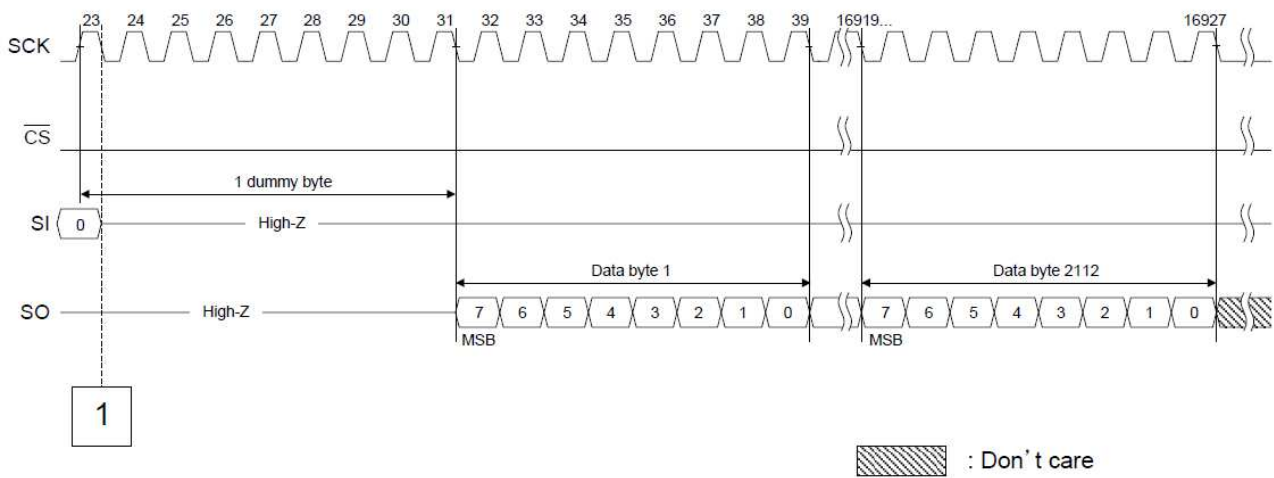 23 24 25 26 27 28 29 30 31 32 33 34 35 36 37 38 39 16919... 16927
SCK
CS
1 dummy byte
SI 0 High-Z
Data byte 1 Data byte 2112
SO High-Z 7 6 5 4 3 2 1 0 7 6 5 4 3 2 1 0
MSB MSB
1
: Don't care